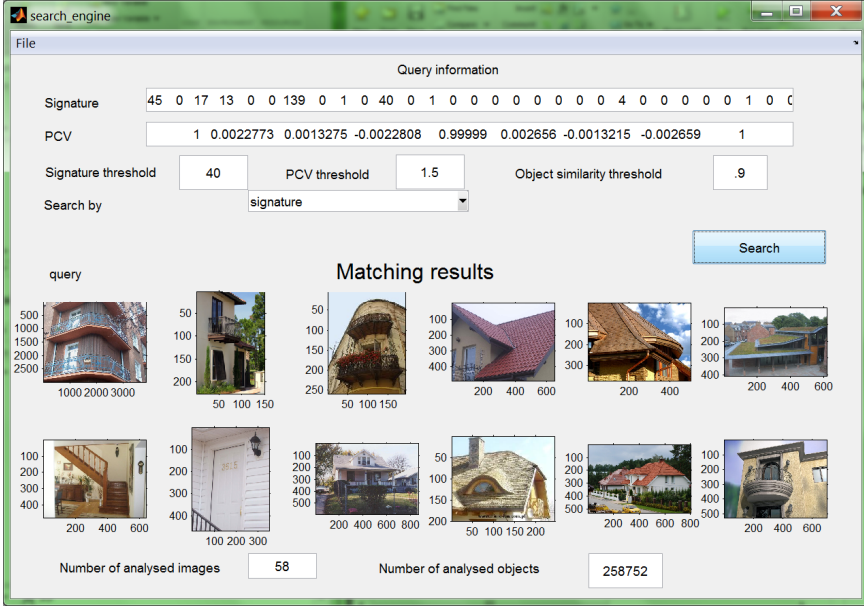 search_engine
File
Query information
Signature 45 0 17 13 0 0 139 0 1 0 40 0 1 0 0 0 0 0 0 0 0 0 4 0 0 0 0 0 1 0
PCV 1 0.0022773 0.0013275 -0.0022808 0.99999 0.002656 -0.0013215 -0.002659 1
Signature threshold 40 PCV threshold 1.5 Object similarity threshold .9
Search by signature
Search
query Matching results
500
1000
1500
2000
2500
1000 2000 3000
50
100
150
200
50 100 150
50
100
150
200
250
50 100 150
100
200
300
400
200 400
100
200
300
200 400
100
200
300
400
200 400 600
100
200
300
400
200 400 600
100
200
300
400
100 200 300
100
200
300
400
500
200 400 600 800
50
100
150
200
50 100 150 200
100
200
300
400
500
200 400 600 800
100
200
300
400
500
200 400 600
Number of analysed images 58 Number of analysed objects 258752